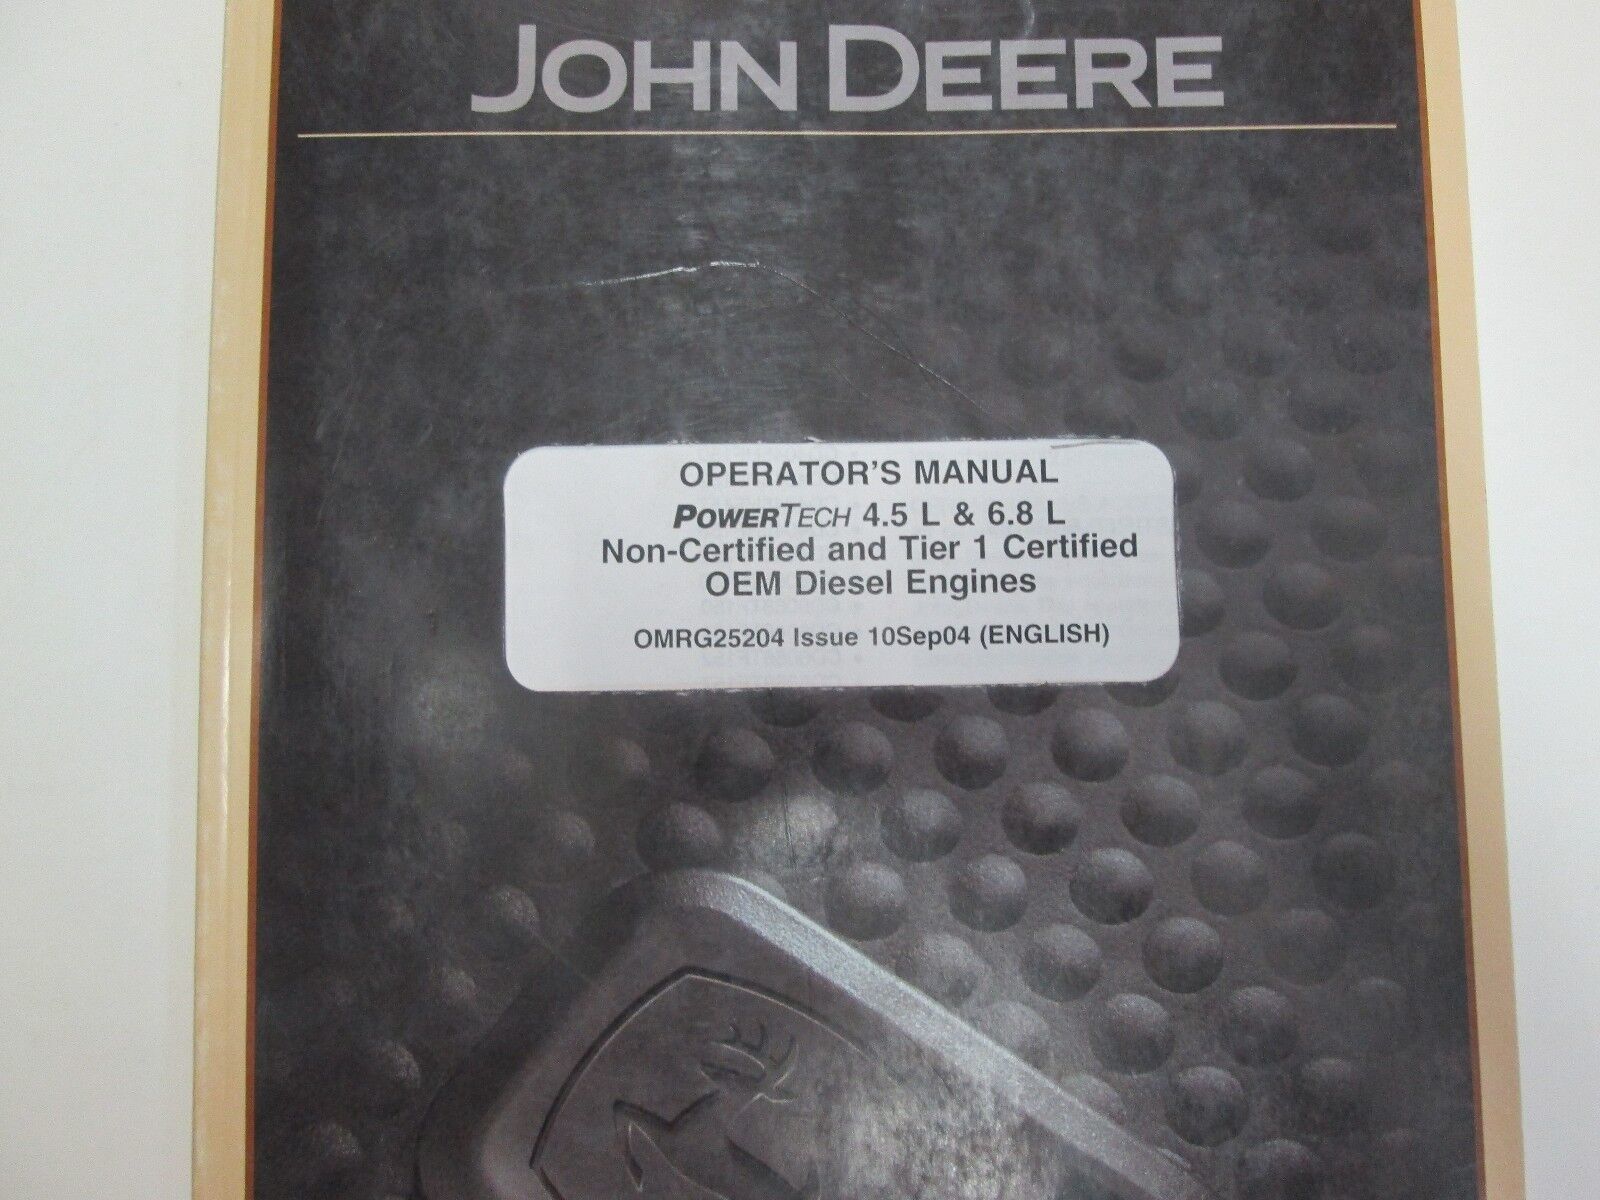 JOHN DEERE
OPERATOR'S MANUAL
POWERTECH 4.5 L & 6.8 L
Non-Certified and Tier 1 Certified
OEM Diesel Engines
OMRG25204 Issue 10Sep04 (ENGLISH)